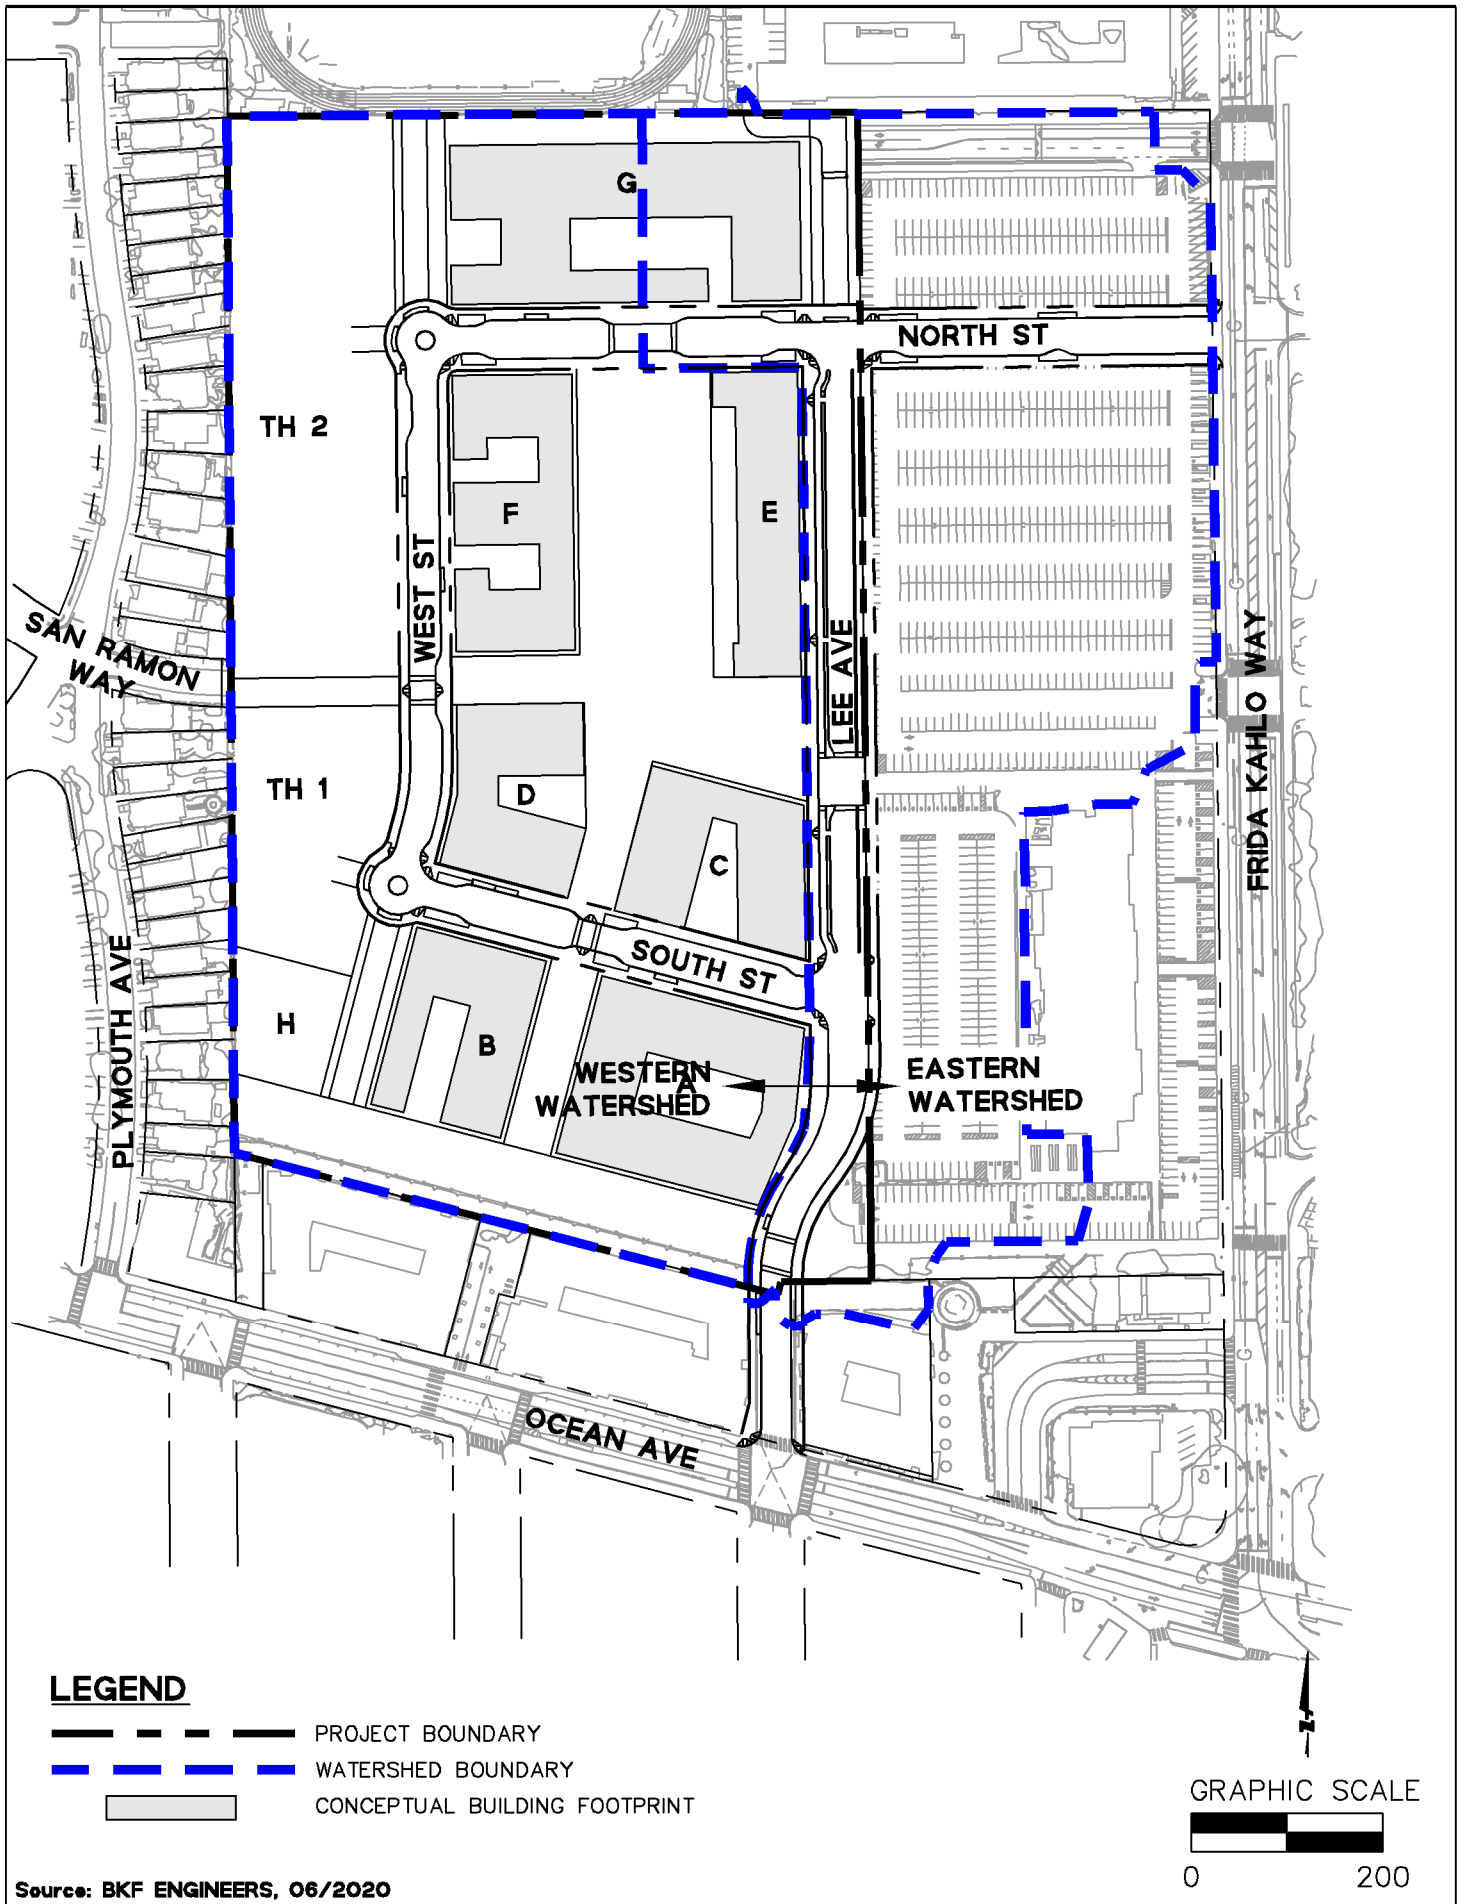 G
NORTH ST
TH 2
F
E
WEST ST
SAN RAMON
WAY
LEE AVE
FRIDA KAHLO WAY
TH 1
D
C
SOUTH ST
PLYMOUTH AVE
H
B
A
WESTERN
WATERSHED
EASTERN
WATERSHED
OCEAN AVE
LEGEND
PROJECT BOUNDARY
WATERSHED BOUNDARY
CONCEPTUAL BUILDING FOOTPRINT
N
GRAPHIC SCALE
0 200
Source: BKF ENGINEERS, 06/2020